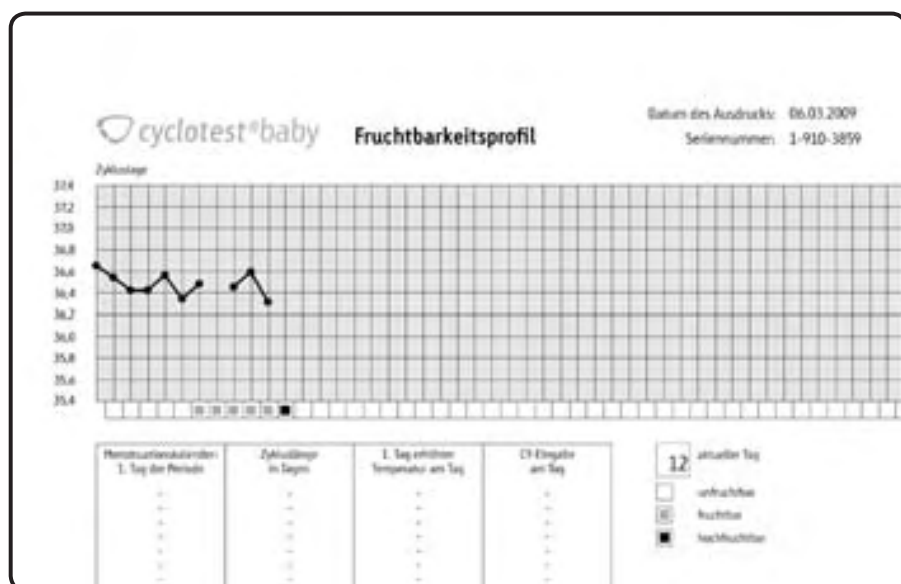 cyclotest®baby
Fruchtbarkeitsprofil
Datum des Ausdrucks: 06.03.2009
Seriennummer: 1-910-3859
Zykluslage
37,4
37,2
37,0
36,8
36,6
36,4
36,2
36,0
35,8
35,6
35,4
Menstruationskalender:
1. Tag der Periode
Zykluslänge
in Tagen
1. Tag erhöhter
Temperatur am Tag
am Tag
12 aktueller Tag
unfruchtbar
fruchtbar
hochfruchtbar